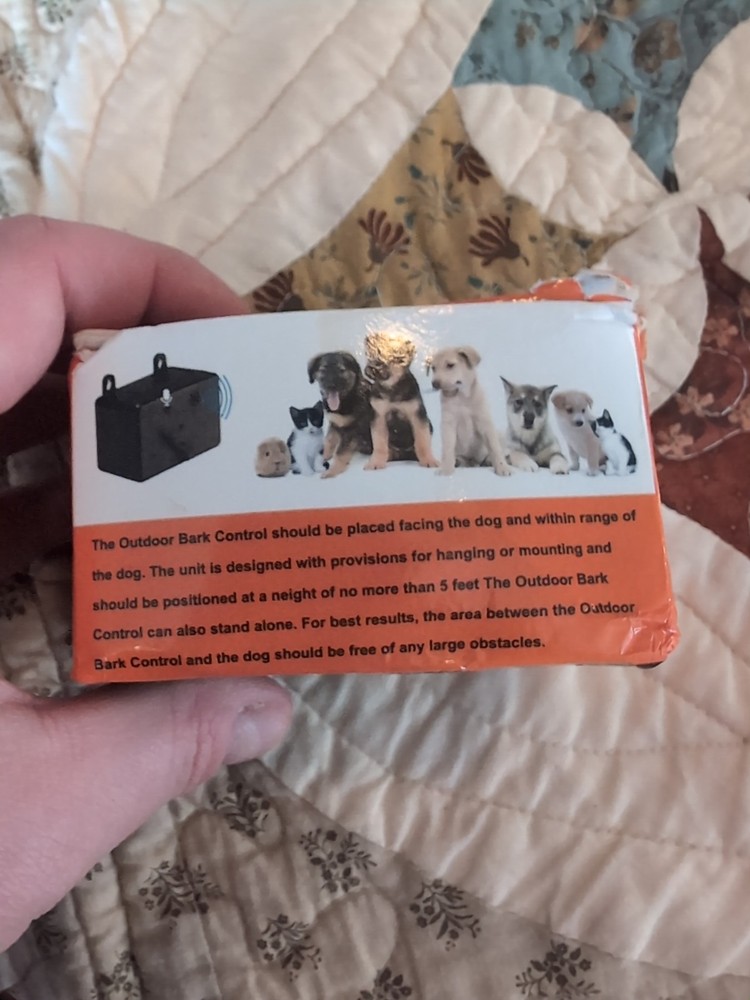 The Outdoor Bark Control should be placed facing the dog and within range of
the dog. The unit is designed with provisions for hanging or mounting and
should be positioned at a neight of no more than 5 feet The Outdoor Bark
Control can also stand alone. For best results, the area between the Outdoor
Bark Control and the dog should be free of any large obstacles.